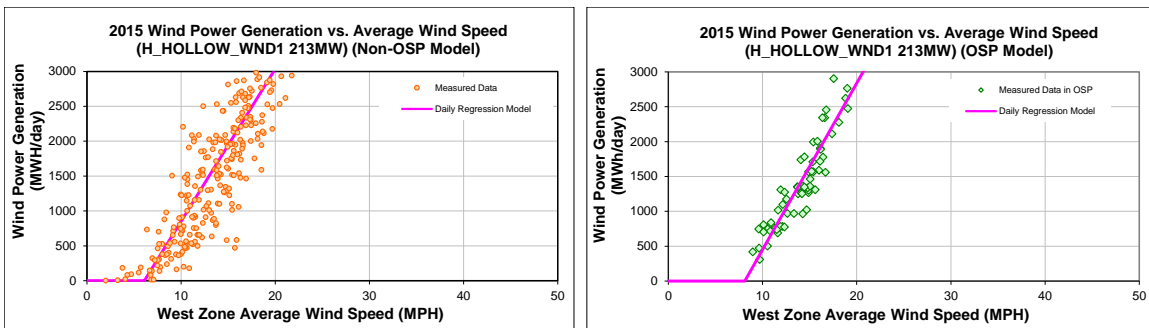 2015 Wind Power Generation vs. Average Wind Speed
(H_HOLLOW_WND1 213MW) (Non-OSP Model)
Wind Power Generation
(MWH/day)
3000
2500
2000
1500
1000
500
0
Measured Data
Daily Regression Model
0 10 20 30 40 50
West Zone Average Wind Speed (MPH)
2015 Wind Power Generation vs. Average Wind Speed
(H_HOLLOW_WND1 213MW) (OSP Model)
Wind Power Generation
(MWh/day)
3000
2500
2000
1500
1000
500
0
Measured Data in OSP
Daily Regression Model
0 10 20 30 40 50
West Zone Average Wind Speed (MPH)